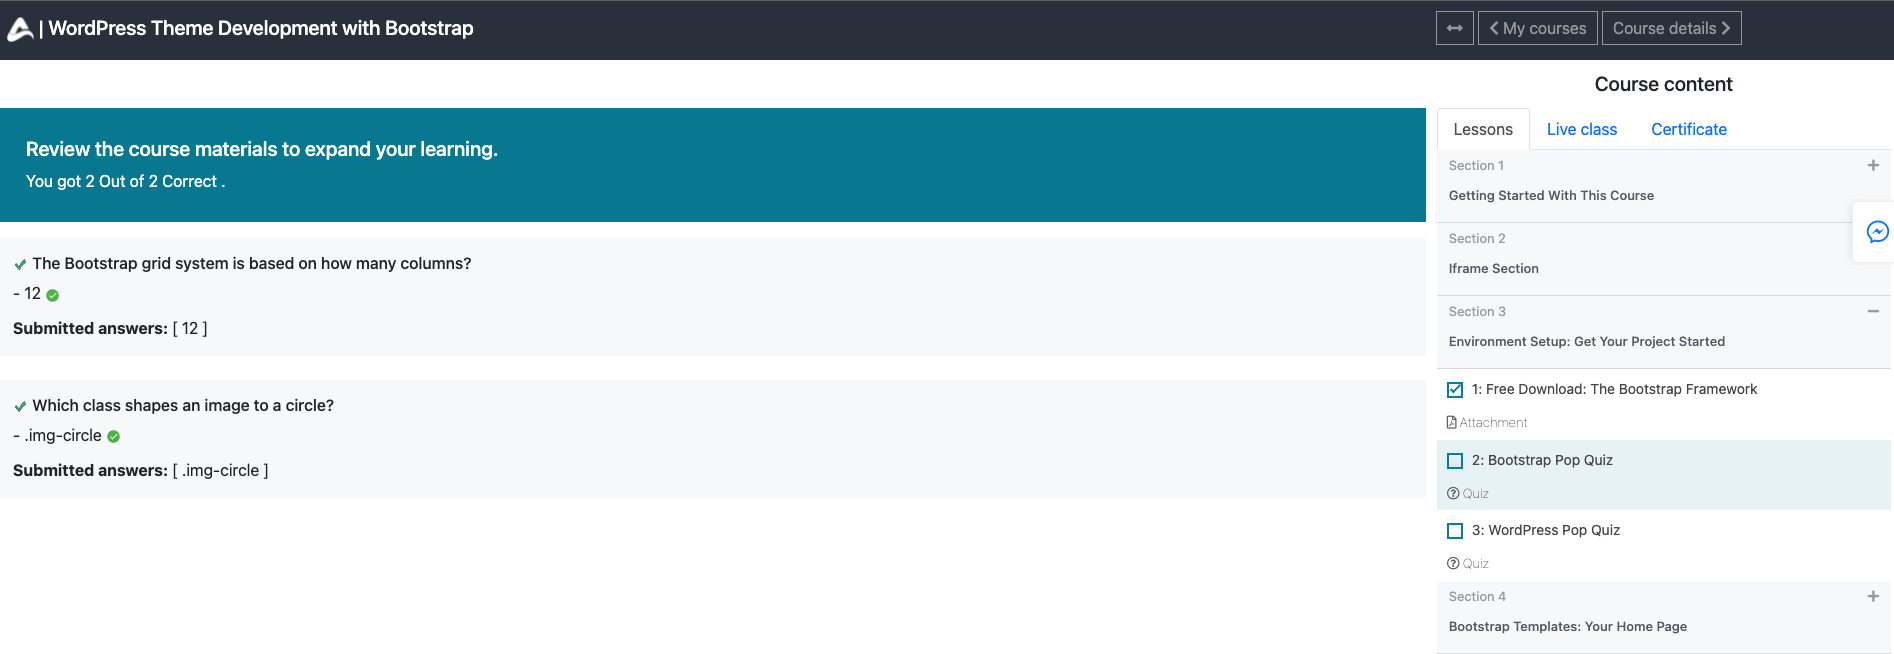 | WordPress Theme Development with Bootstrap
My courses
Course details
Review the course materials to expand your learning.
You got 2 Out of 2 Correct .
The Bootstrap grid system is based on how many columns?
- 12
Submitted answers: [ 12 ]
Which class shapes an image to a circle?
- .img-circle
Submitted answers: [ .img-circle ]
Course content
Lessons
Live class
Certificate
Section 1
Getting Started With This Course
Section 2
Iframe Section
Section 3
Environment Setup: Get Your Project Started
1: Free Download: The Bootstrap Framework
Attachment
2: Bootstrap Pop Quiz
Quiz
3: WordPress Pop Quiz
Quiz
Section 4
Bootstrap Templates: Your Home Page